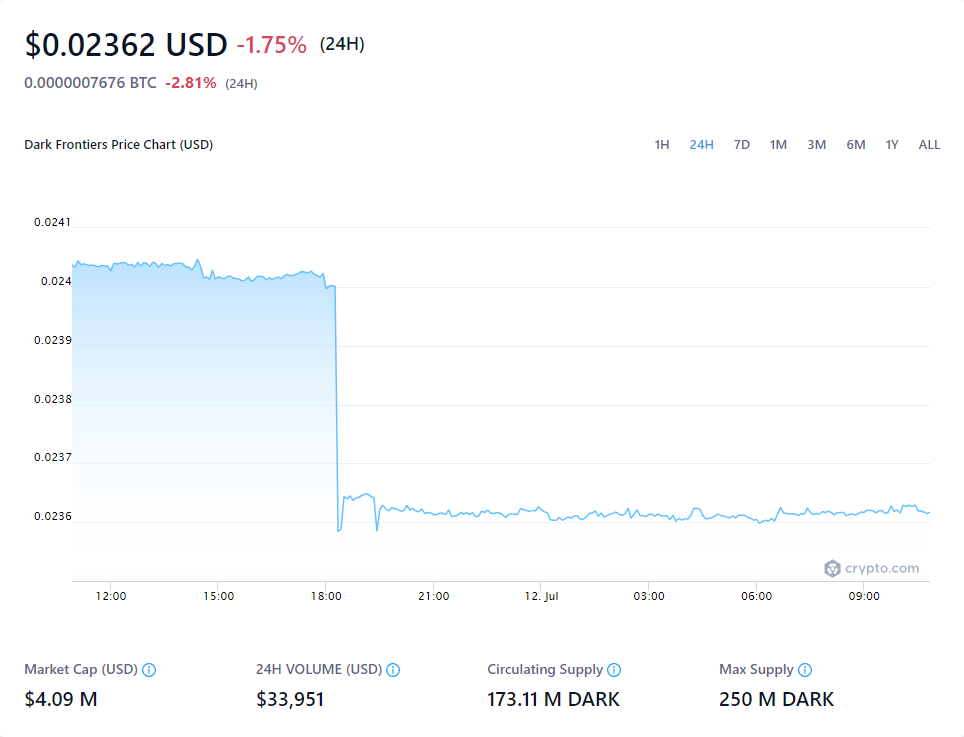 $0.02362 USD -1.75% (24H)
0.0000007676 BTC -2.81% (24H)
Dark Frontiers Price Chart (USD)
1H 24H 7D 1M 3M 6M 1Y ALL
0.0241
0.024
0.0239
0.0238
0.0237
0.0236
crypto.com
12:00 15:00 18:00 21:00 12. Jul 03:00 06:00 09:00
Market Cap (USD) 24H VOLUME (USD) Circulating Supply Max Supply
$4.09 M $33,951 173.11 M DARK 250 M DARK